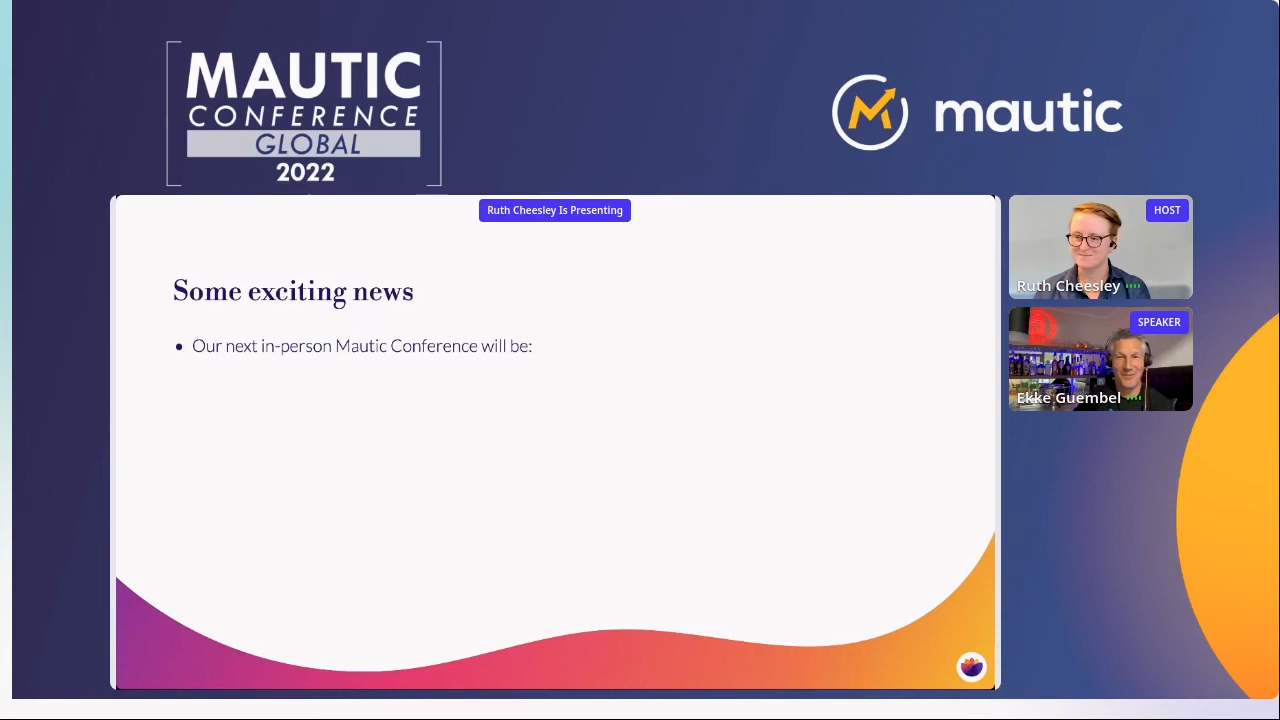 MAUTIC
CONFERENCE
GLOBAL
2022
mautic
Ruth Cheesley Is Presenting
Some exciting news
• Our next in-person Mautic Conference will be:
HOST
Ruth Cheesley
SPEAKER
Ekke Guembel